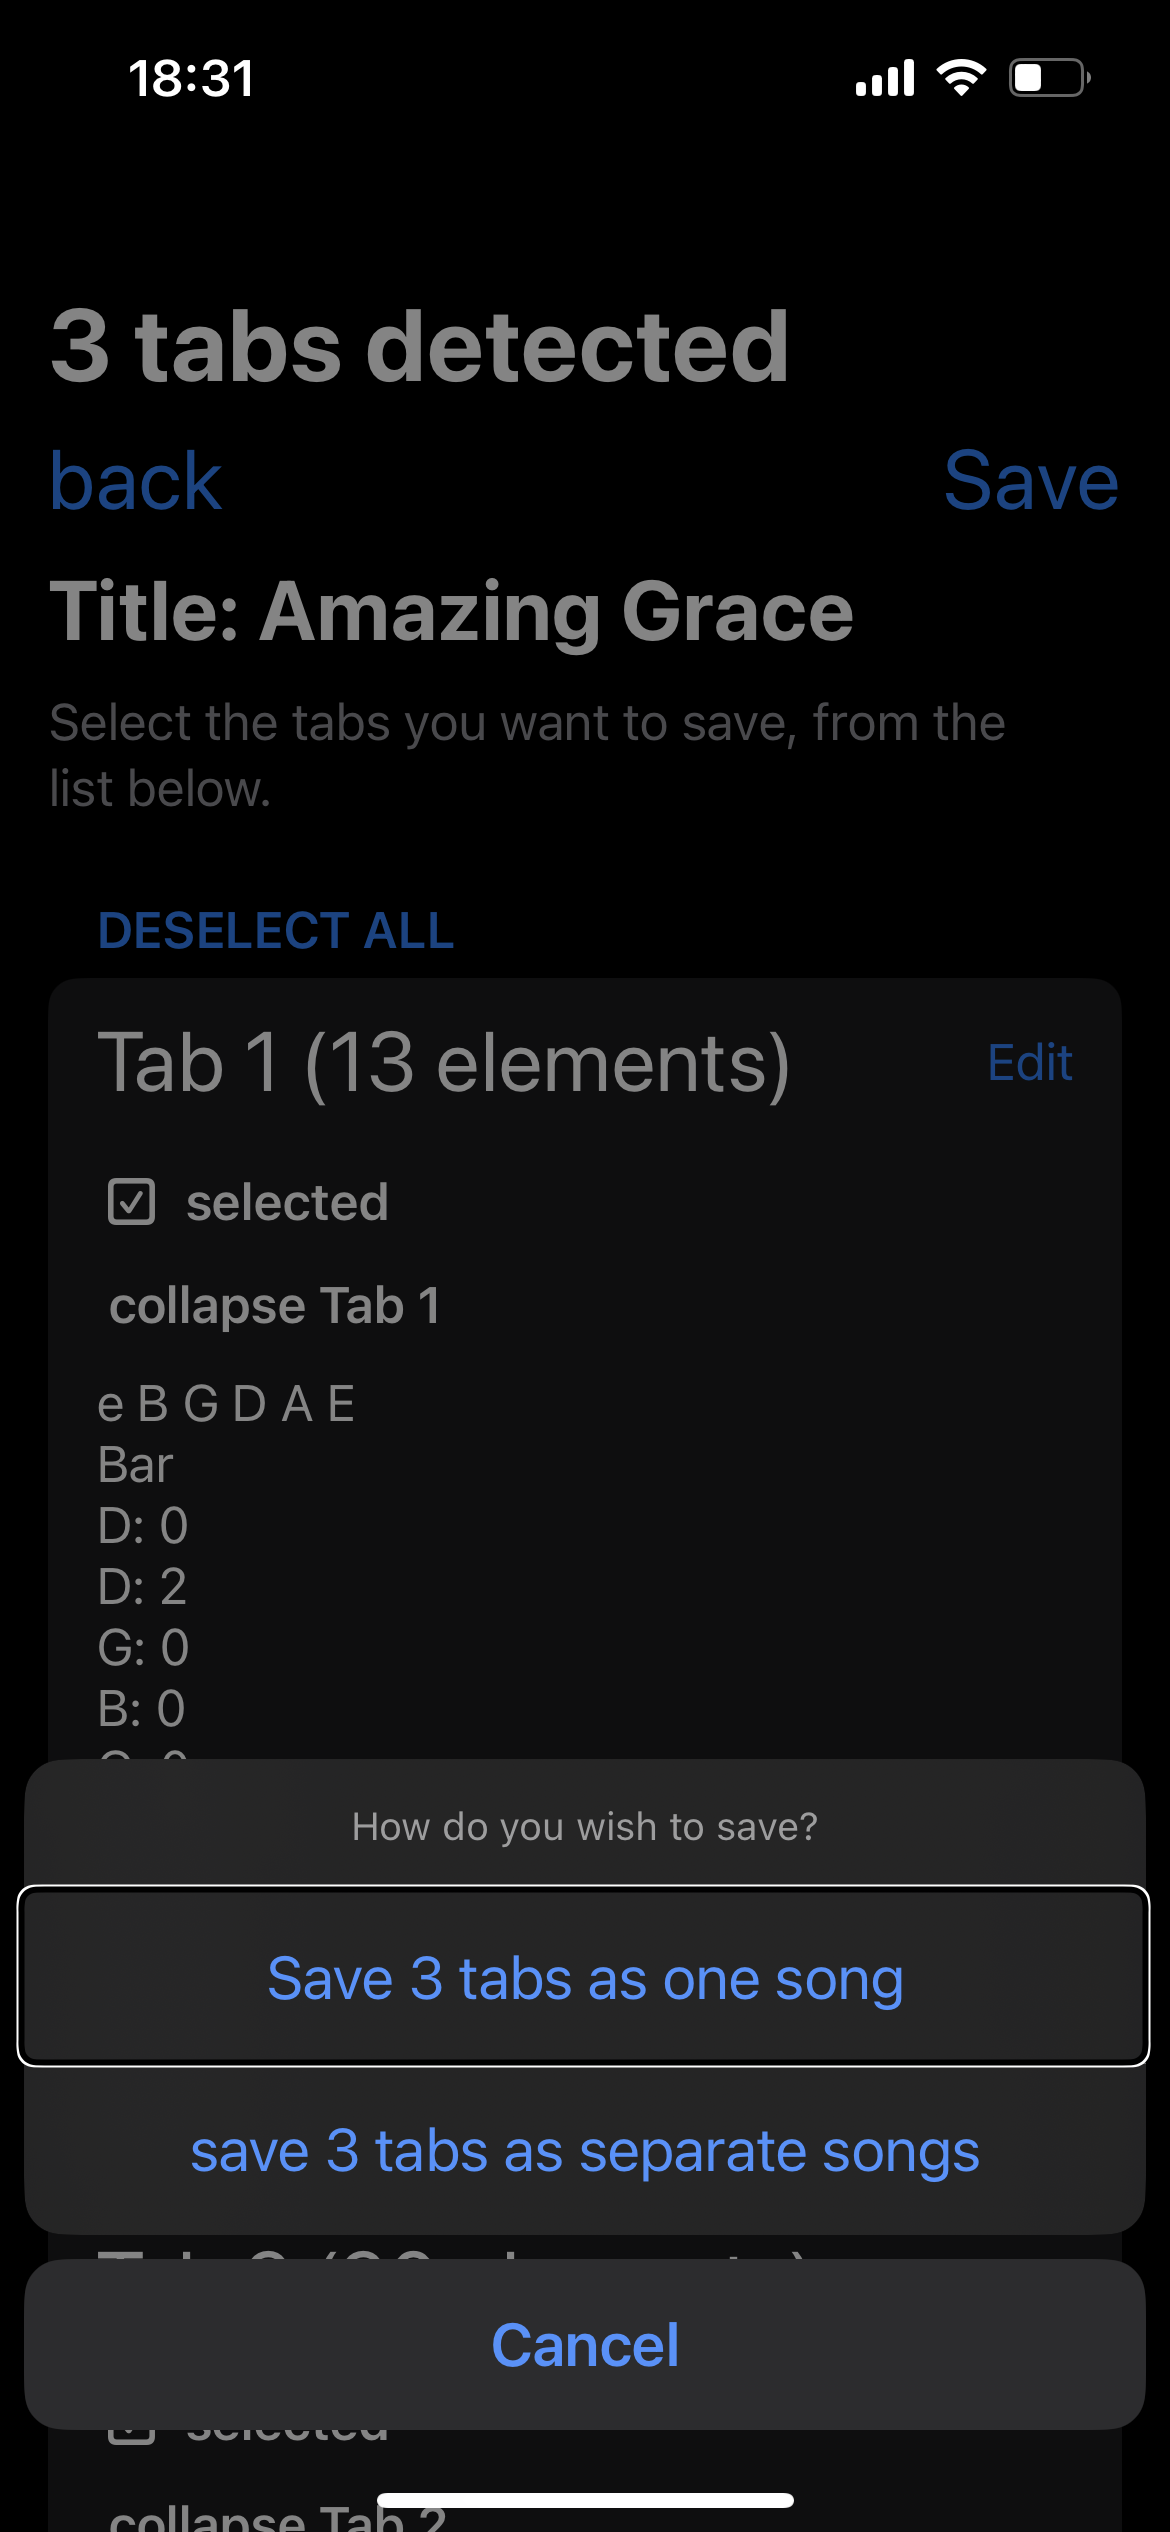 18:31
3 tabs detected
back
Save
Title: Amazing Grace
Select the tabs you want to save, from the
list below.
DESELECT ALL
Tab 1 (13 elements)
Edit
selected
collapse Tab 1
e B G D A E
Bar
D: 0
D: 2
G: 0
B: 0
How do you wish to save?
Save 3 tabs as one song
save 3 tabs as separate songs
Cancel
selected
collapse Tab 2